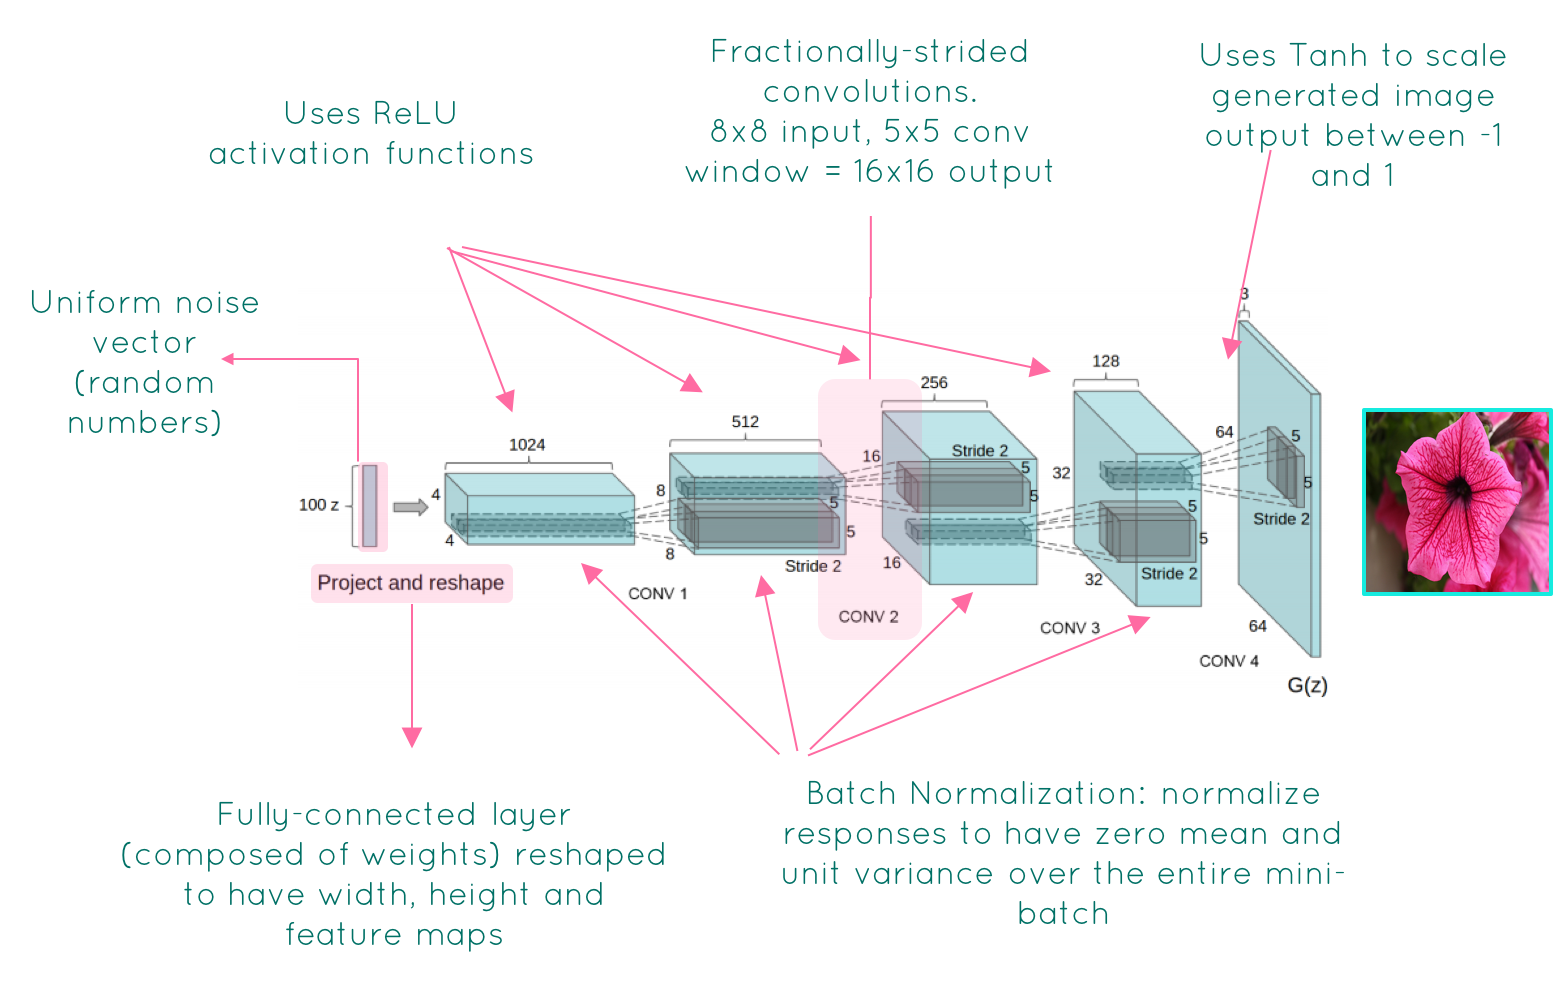 Uses ReLU
activation functions
Fractionally-strided
convolutions.
8x8 input, 5x5 conv
window = 16x16 output
Uses Tanh to scale
generated image
output between -1
and 1
Uniform noise
vector
(random
numbers)
100 z
Project and reshape
1024
4
4
512
8
8
5
5
Stride 2
CONV 1
256
16
16
Stride 2
5
5
CONV 2
128
32
32
5
5
Stride 2
CONV 3
3
64
5
5
Stride 2
64
CONV 4
G(z)
Fully-connected layer
(composed of weights) reshaped
to have width, height and
feature maps
Batch Normalization: normalize
responses to have zero mean and
unit variance over the entire mini-
batch